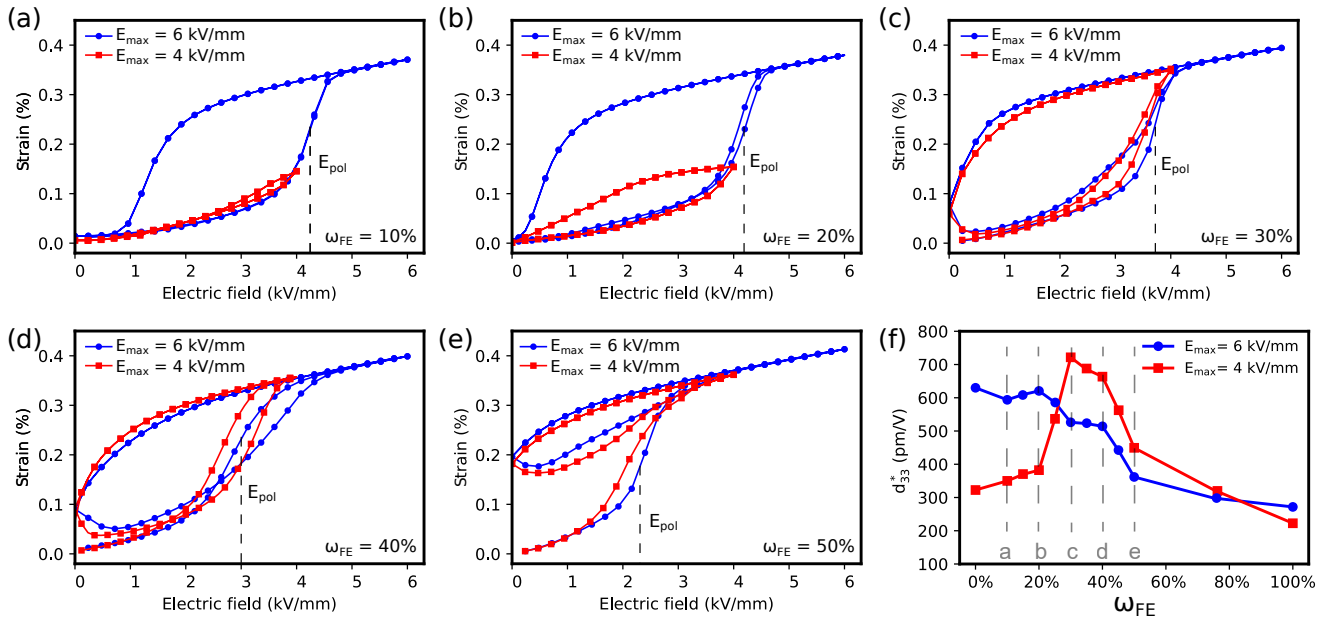 (a)
E_max = 6 kV/mm
E_max = 4 kV/mm
E_pol
ω_FE = 10%
Strain (%)
0.4
0.3
0.2
0.1
0.0
0 1 2 3 4 5 6
Electric field (kV/mm)
(b)
E_max = 6 kV/mm
E_max = 4 kV/mm
E_pol
ω_FE = 20%
Strain (%)
0.4
0.3
0.2
0.1
0.0
0 1 2 3 4 5 6
Electric field (kV/mm)
(c)
E_max = 6 kV/mm
E_max = 4 kV/mm
E_pol
ω_FE = 30%
Strain (%)
0.4
0.3
0.2
0.1
0.0
0 1 2 3 4 5 6
Electric field (kV/mm)
(d)
E_max = 6 kV/mm
E_max = 4 kV/mm
E_pol
ω_FE = 40%
Strain (%)
0.4
0.3
0.2
0.1
0.0
0 1 2 3 4 5 6
Electric field (kV/mm)
(e)
E_max = 6 kV/mm
E_max = 4 kV/mm
E_pol
ω_FE = 50%
Strain (%)
0.4
0.3
0.2
0.1
0.0
0 1 2 3 4 5 6
Electric field (kV/mm)
(f)
E_max= 6 kV/mm
E_max= 4 kV/mm
d*_33 (pm/V)
800
700
600
500
400
300
200
100
a b c d e
0% 20% 40% 60% 80% 100%
ω_FE